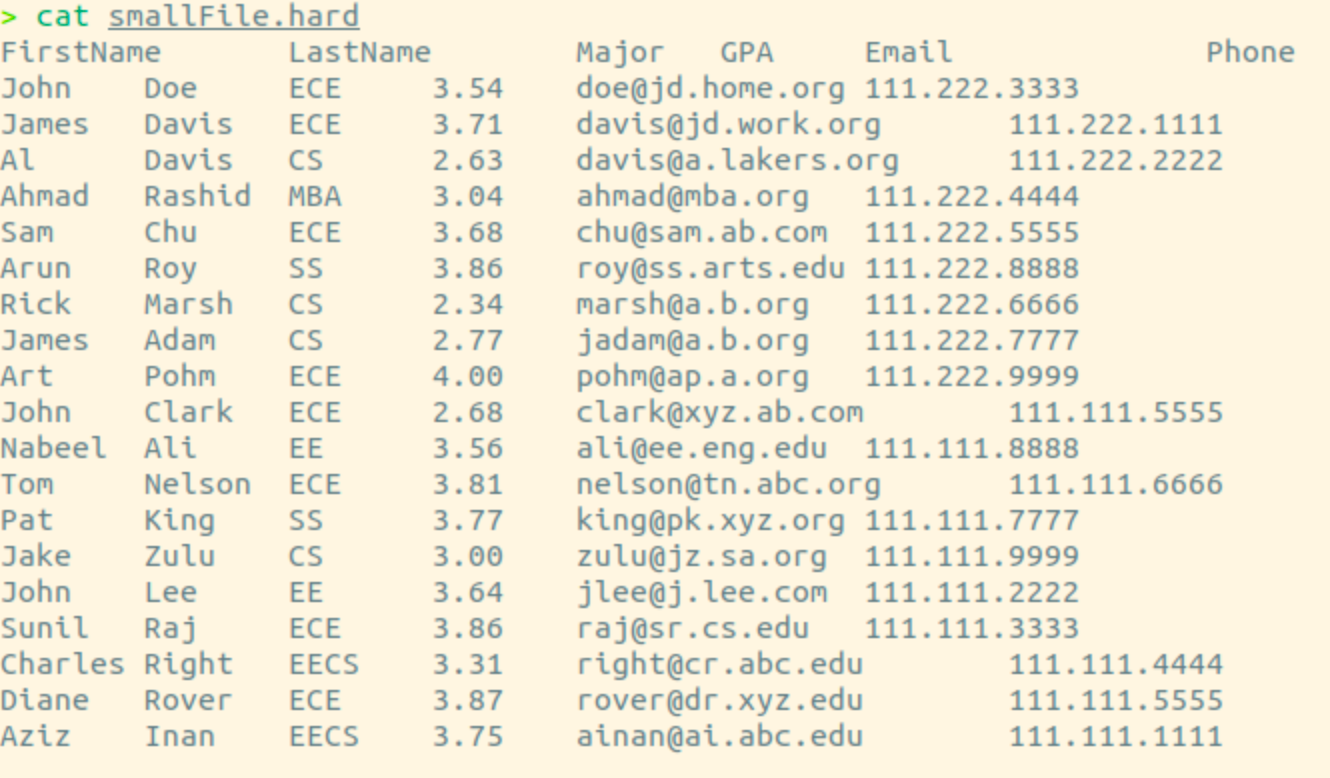 > cat smallFile.hard
FirstName LastName Major GPA Email Phone
John Doe ECE 3.54 doe@jd.home.org 111.222.3333
James Davis ECE 3.71 davis@jd.work.org 111.222.1111
Al Davis CS 2.63 davis@a.lakers.org 111.222.2222
Ahmad Rashid MBA 3.04 ahmad@mba.org 111.222.4444
Sam Chu ECE 3.68 chu@sam.ab.com 111.222.5555
Arun Roy SS 3.86 roy@ss.arts.edu 111.222.8888
Rick Marsh CS 2.34 marsh@a.b.org 111.222.6666
James Adam CS 2.77 jadam@a.b.org 111.222.7777
Art Pohm ECE 4.00 pohm@ap.a.org 111.222.9999
John Clark ECE 2.68 clark@xyz.ab.com 111.111.5555
Nabeel Ali EE 3.56 ali@ee.eng.edu 111.111.8888
Tom Nelson ECE 3.81 nelson@tn.abc.org 111.111.6666
Pat King SS 3.77 king@pk.xyz.org 111.111.7777
Jake Zulu CS 3.00 zulu@jz.sa.org 111.111.9999
John Lee EE 3.64 jlee@j.lee.com 111.111.2222
Sunil Raj ECE 3.86 raj@sr.cs.edu 111.111.3333
Charles Right EECS 3.31 right@cr.abc.edu 111.111.4444
Diane Rover ECE 3.87 rover@dr.xyz.edu 111.111.5555
Aziz Inan EECS 3.75 ainan@ai.abc.edu 111.111.1111